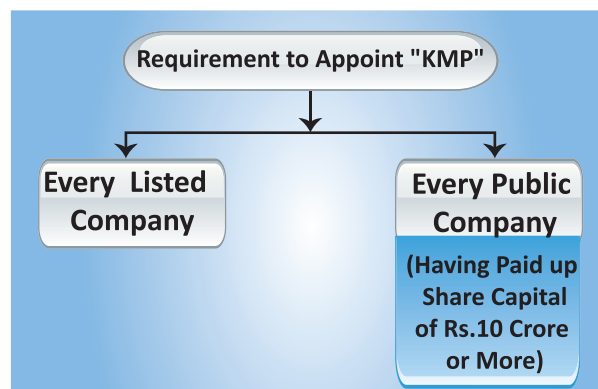 Requirement to Appoint "KMP"
Every Listed
Company
Every Public
Company
(Having Paid up
Share Capital
of Rs.10 Crore
or More)